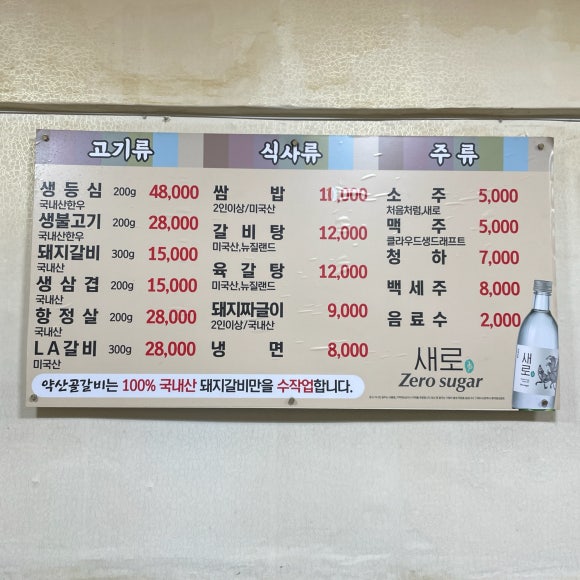 고기류
생등심 200g 48,000
국내산한우
생불고기 200g 28,000
국내산한우
돼지갈비 300g 15,000
국내산
생삼겹 200g 15,000
국내산
항정살 200g 28,000
국내산
LA갈비 300g 28,000
미국산
식사류
쌈밥 11,000
2인이상/미국산
갈비탕 12,000
미국산,뉴질랜드
육갈탕 12,000
미국산,뉴질랜드
돼지짜글이 9,000
2인이상/국내산
냉면 8,000
주류
소주 5,000
처음처럼,새로
맥주 5,000
클라우드생드래프트
청하 7,000
백세주 8,000
음료수 2,000
새로
Zero sugar
새로
약산골갈비는 100% 국내산 돼지갈비만을 수작업합니다.